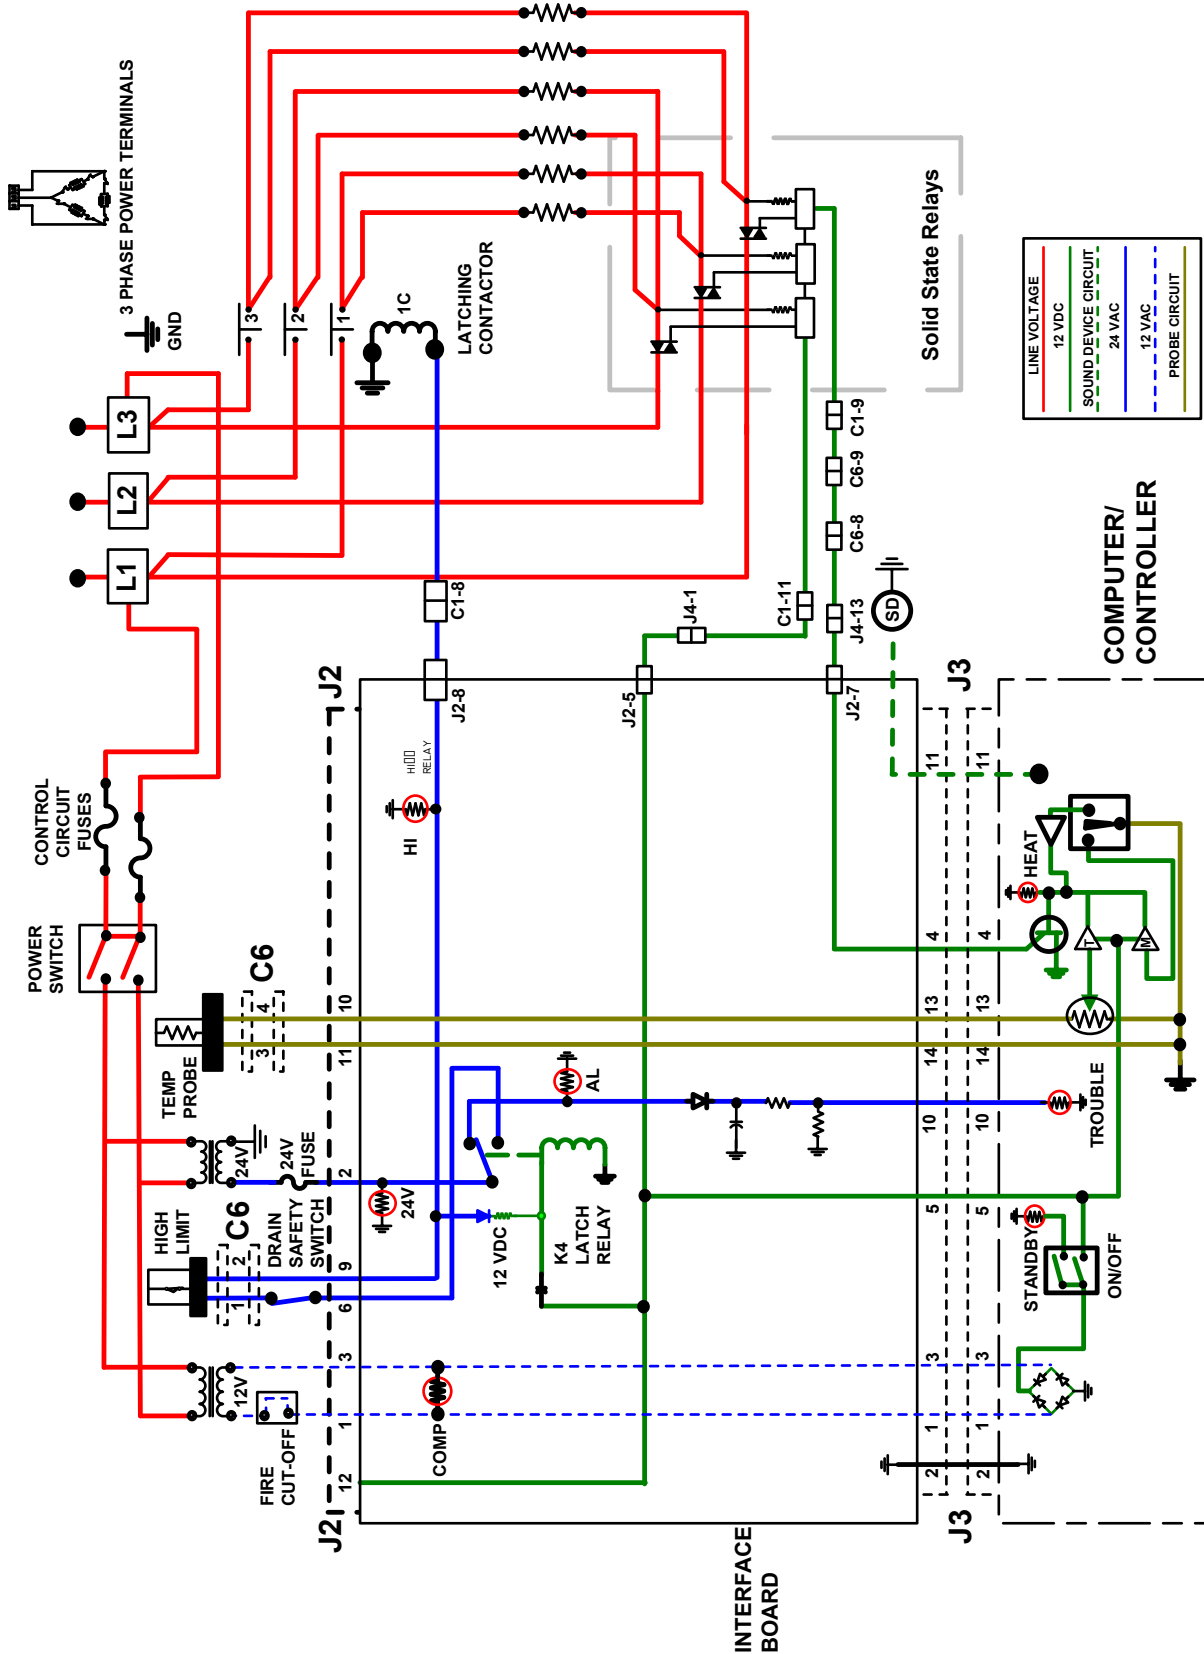 3 PHASE POWER TERMINALS
GND
L1
L2
L3
3
2
1
1C
LATCHING
CONTACTOR
Solid State Relays
LINE VOLTAGE
12 VDC
SOUND DEVICE CIRCUIT
24 VAC
12 VAC
PROBE CIRCUIT
CONTROL
CIRCUIT
FUSES
POWER
SWITCH
C6
3
4
TEMP
PROBE
24V
24V
FUSE
HIGH
LIMIT
C6
1
2
DRAIN
SAFETY
SWITCH
12V
FIRE
CUT-OFF
J2
J2
12
1
3
6
9
2
11
10
HI
RELAY
HI
24V
12 VDC
K4
LATCH
RELAY
AL
COMP
J2-8
C1-8
J2-5
J4-1
C1-11
J2-7
J4-13
C6-8
C6-9
C1-9
SD
INTERFACE
BOARD
J3
J3
2
1
3
5
10
14
13
4
11
2
1
3
5
10
14
13
4
11
COMPUTER/
CONTROLLER
HEAT
T
M
TROUBLE
STANDBY
ON/OFF